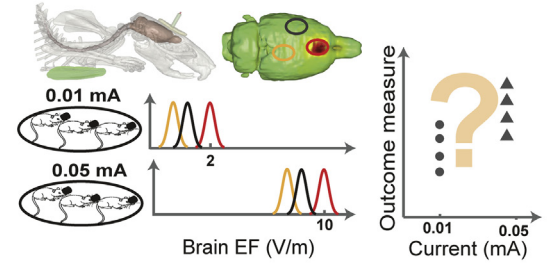 0.01 mA
2
0.05 mA
10
Brain EF (V/m)
Outcome measure
?
0.01
0.05
Current (mA)